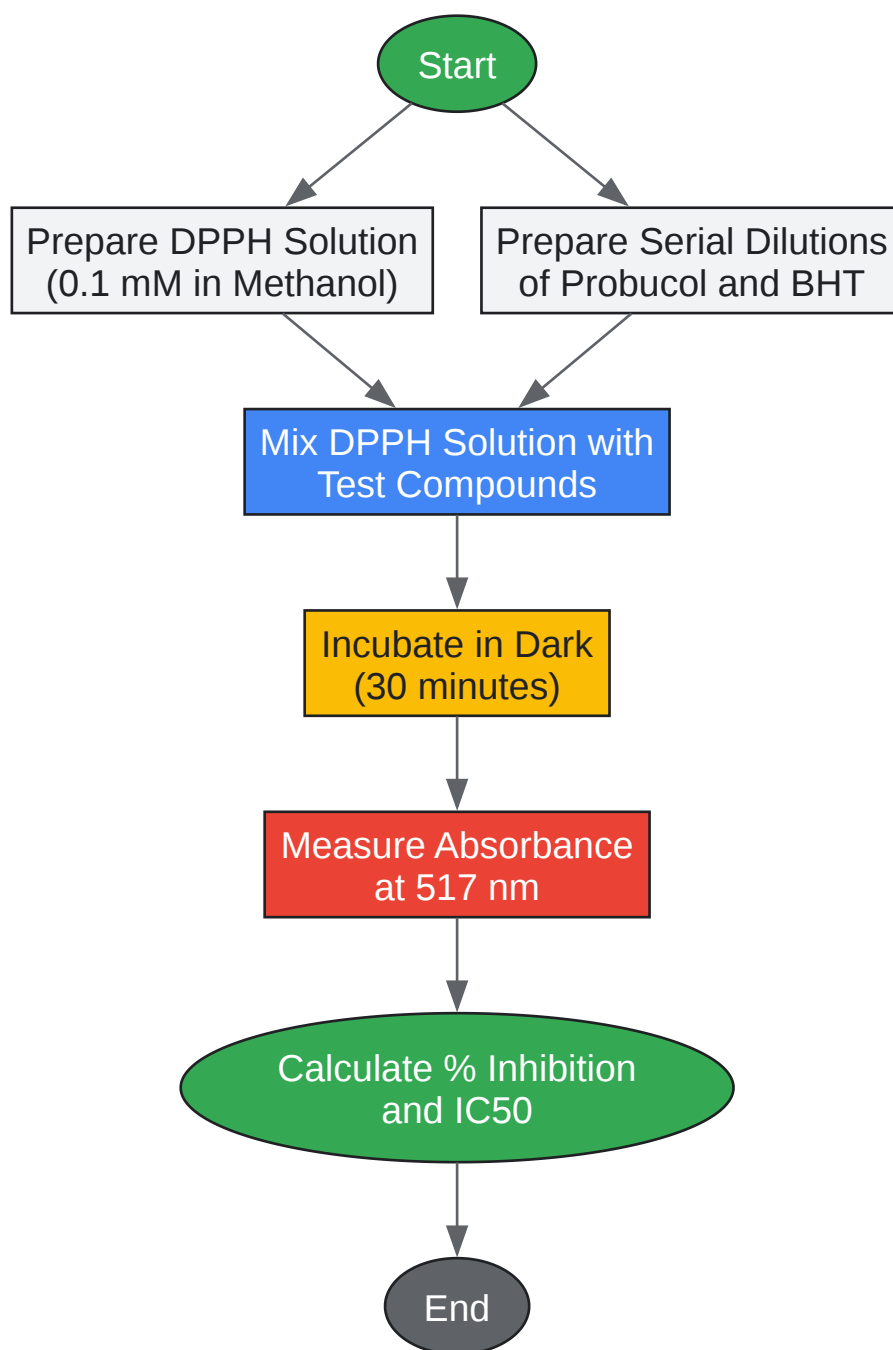 Start
Prepare DPPH Solution
(0.1 mM in Methanol)
Prepare Serial Dilutions
of Probucol and BHT
Mix DPPH Solution with
Test Compounds
Incubate in Dark
(30 minutes)
Measure Absorbance
at 517 nm
Calculate % Inhibition
and IC50
End